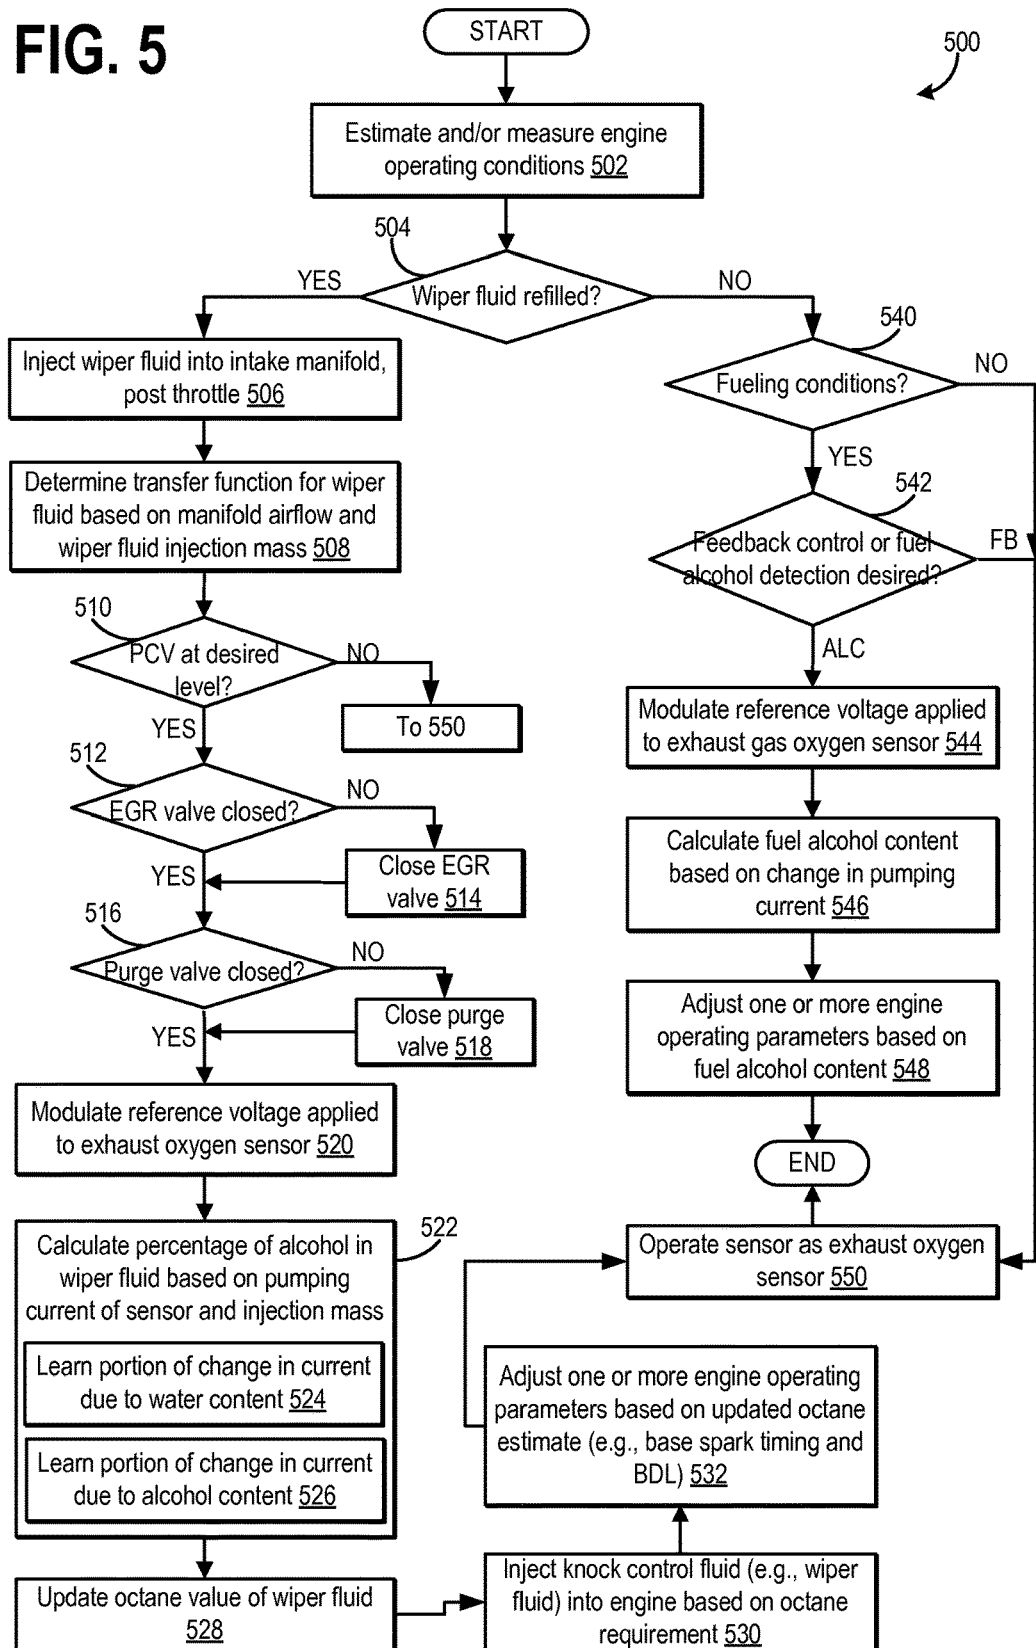 FIG. 5
START
500
Estimate and/or measure engine
operating conditions 502
504
YES
Wiper fluid refilled?
NO
Inject wiper fluid into intake manifold,
post throttle 506
Determine transfer function for wiper
fluid based on manifold airflow and
wiper fluid injection mass 508
510
PCV at desired
level?
NO
To 550
YES
512
EGR valve closed?
NO
Close EGR
valve 514
YES
516
Purge valve closed?
NO
Close purge
valve 518
YES
Modulate reference voltage applied
to exhaust oxygen sensor 520
522
Calculate percentage of alcohol in
wiper fluid based on pumping
current of sensor and injection mass
Learn portion of change in current
due to water content 524
Learn portion of change in current
due to alcohol content 526
Update octane value of wiper fluid
528
Inject knock control fluid (e.g., wiper
fluid) into engine based on octane
requirement 530
Adjust one or more engine operating
parameters based on updated octane
estimate (e.g., base spark timing and
BDL) 532
540
Fueling conditions?
NO
YES
542
Feedback control or fuel
alcohol detection desired?
FB
ALC
Modulate reference voltage applied
to exhaust gas oxygen sensor 544
Calculate fuel alcohol content
based on change in pumping
current 546
Adjust one or more engine
operating parameters based on
fuel alcohol content 548
END
Operate sensor as exhaust oxygen
sensor 550